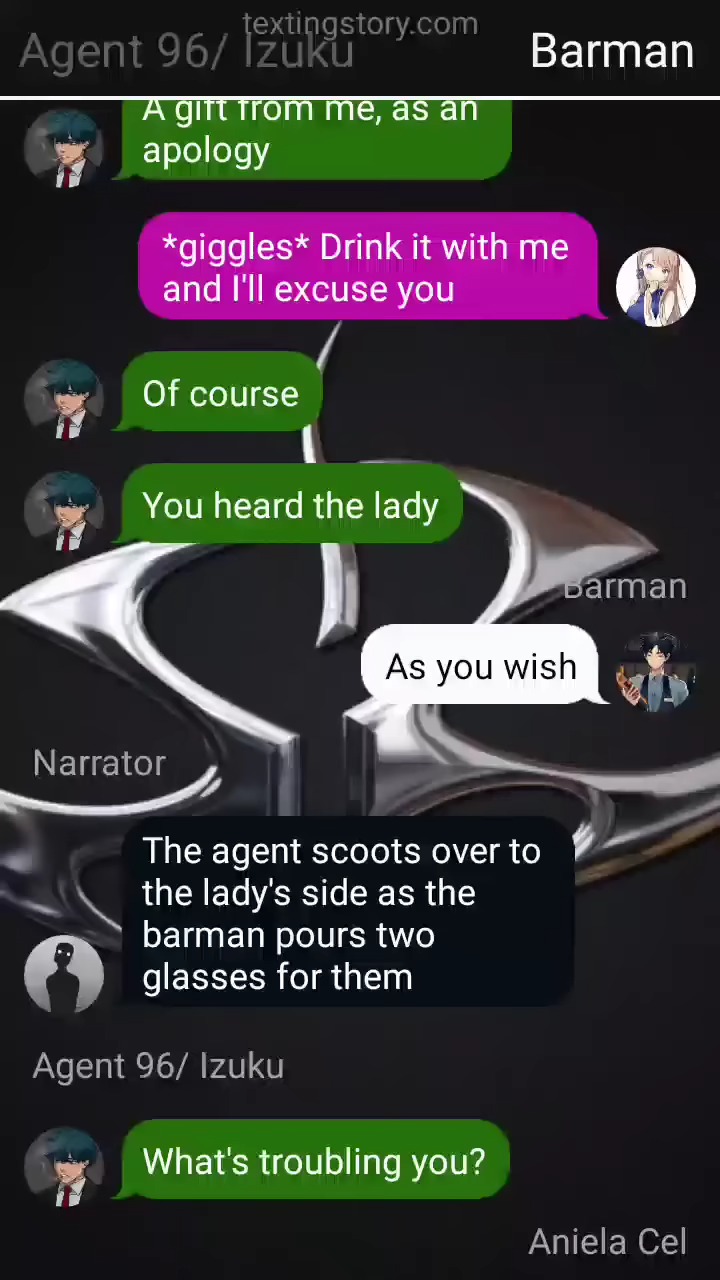 textingstory.com
Agent 96/ Izuku
Barman
A gift from me, as an
apology
*giggles* Drink it with me
and I'll excuse you
Of course
You heard the lady
Barman
As you wish
Narrator
The agent scoots over to
the lady's side as the
barman pours two
glasses for them
Agent 96/ Izuku
What's troubling you?
Aniela Cel